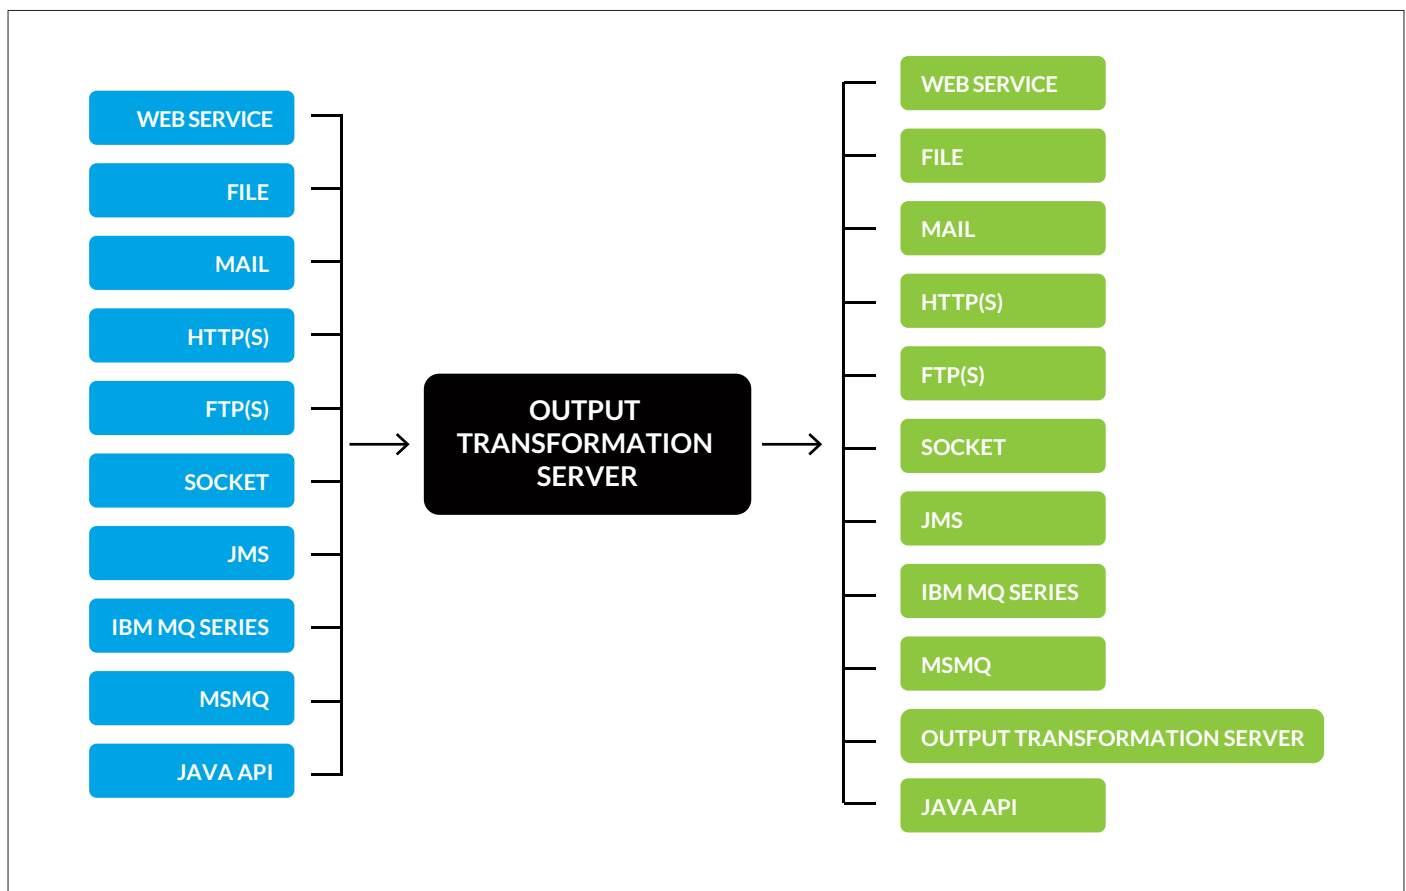 WEB SERVICE
FILE
MAIL
HTTP(S)
FTP(S)
SOCKET
JMS
IBM MQ SERIES
MSMQ
JAVA API
OUTPUT
TRANSFORMATION
SERVER
WEB SERVICE
FILE
MAIL
HTTP(S)
FTP(S)
SOCKET
JMS
IBM MQ SERIES
MSMQ
OUTPUT TRANSFORMATION SERVER
JAVA API